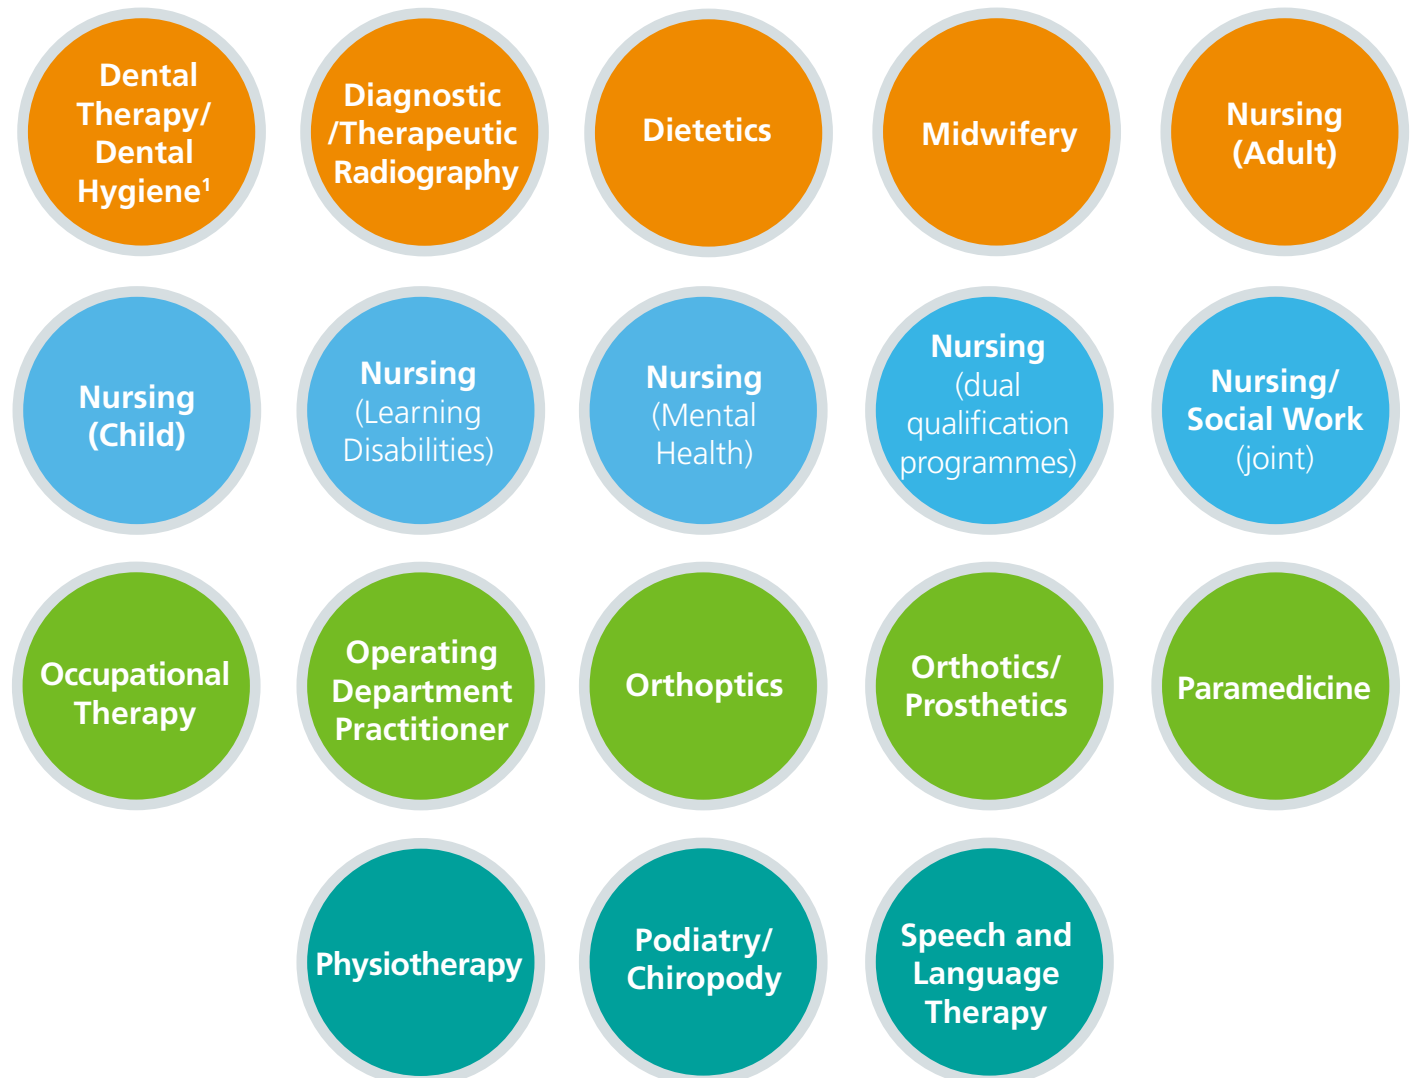 Dental
Therapy/
Dental
Hygiene¹
Diagnostic
/Therapeutic
Radiography
Dietetics
Midwifery
Nursing
(Adult)
Nursing
(Child)
Nursing
(Learning
Disabilities)
Nursing
(Mental
Health)
Nursing
(dual
qualification
programmes)
Nursing/
Social Work
(joint)
Occupational
Therapy
Operating
Department
Practitioner
Orthoptics
Orthotics/
Prosthetics
Paramedicine
Physiotherapy
Podiatry/
Chiropody
Speech and
Language
Therapy